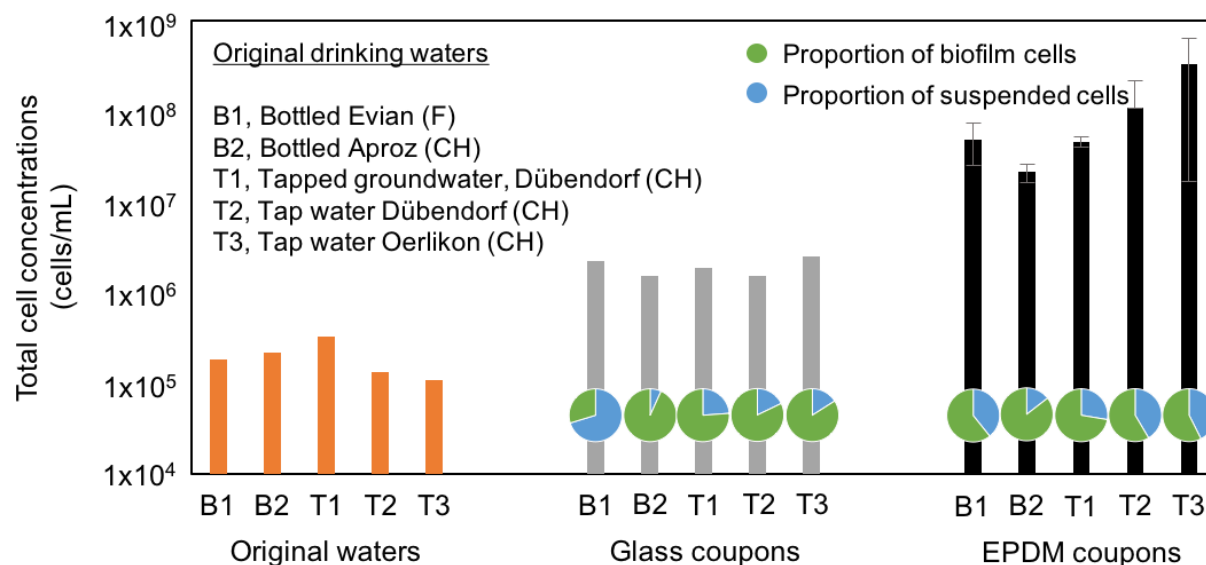 Total cell concentrations
(cells/mL)
1x10⁹
1x10⁸
1x10⁷
1x10⁶
1x10⁵
1x10⁴
Original drinking waters
B1, Bottled Evian (F)
B2, Bottled Aproz (CH)
T1, Tapped groundwater, Dübendorf (CH)
T2, Tap water Dübendorf (CH)
T3, Tap water Oerlikon (CH)
Proportion of biofilm cells
Proportion of suspended cells
B1 B2 T1 T2 T3
Original waters
B1 B2 T1 T2 T3
Glass coupons
B1 B2 T1 T2 T3
EPDM coupons